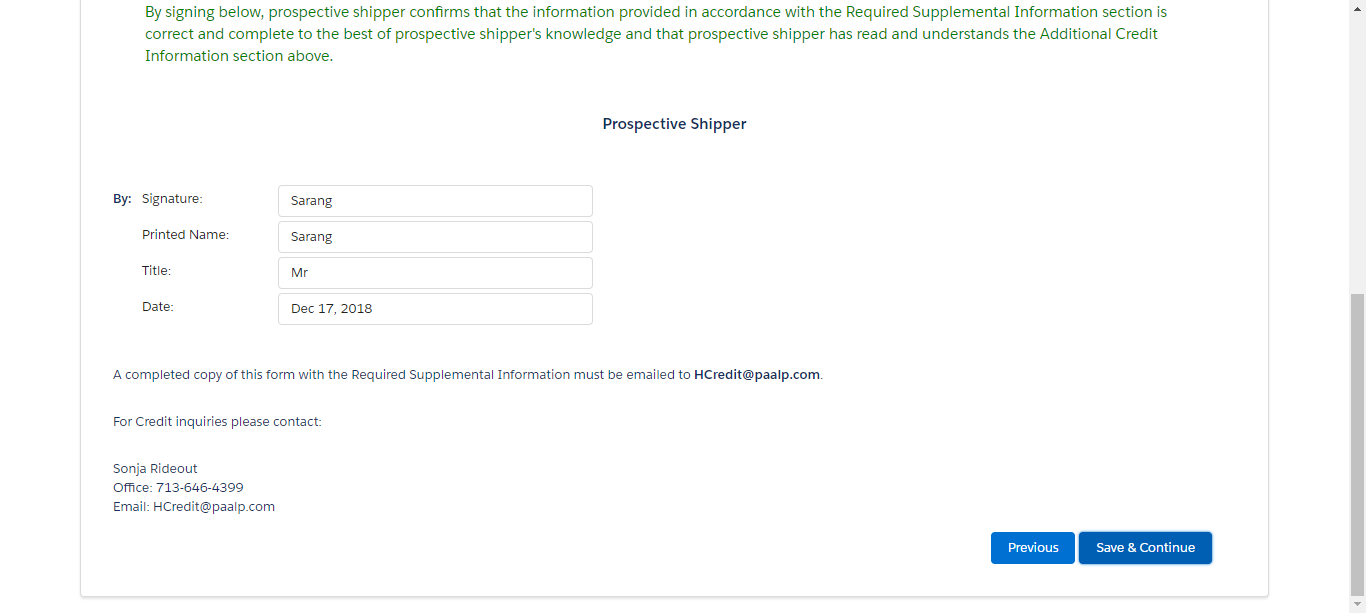 By signing below, prospective shipper confirms that the information provided in accordance with the Required Supplemental Information section is
correct and complete to the best of prospective shipper's knowledge and that prospective shipper has read and understands the Additional Credit
Information section above.
Prospective Shipper
By: Signature: Sarang
Printed Name: Sarang
Title: Mr
Date: Dec 17, 2018
A completed copy of this form with the Required Supplemental Information must be emailed to HCredit@paalp.com.
For Credit inquiries please contact:
Sonja Rideout
Office: 713-646-4399
Email: HCredit@paalp.com
Previous Save & Continue